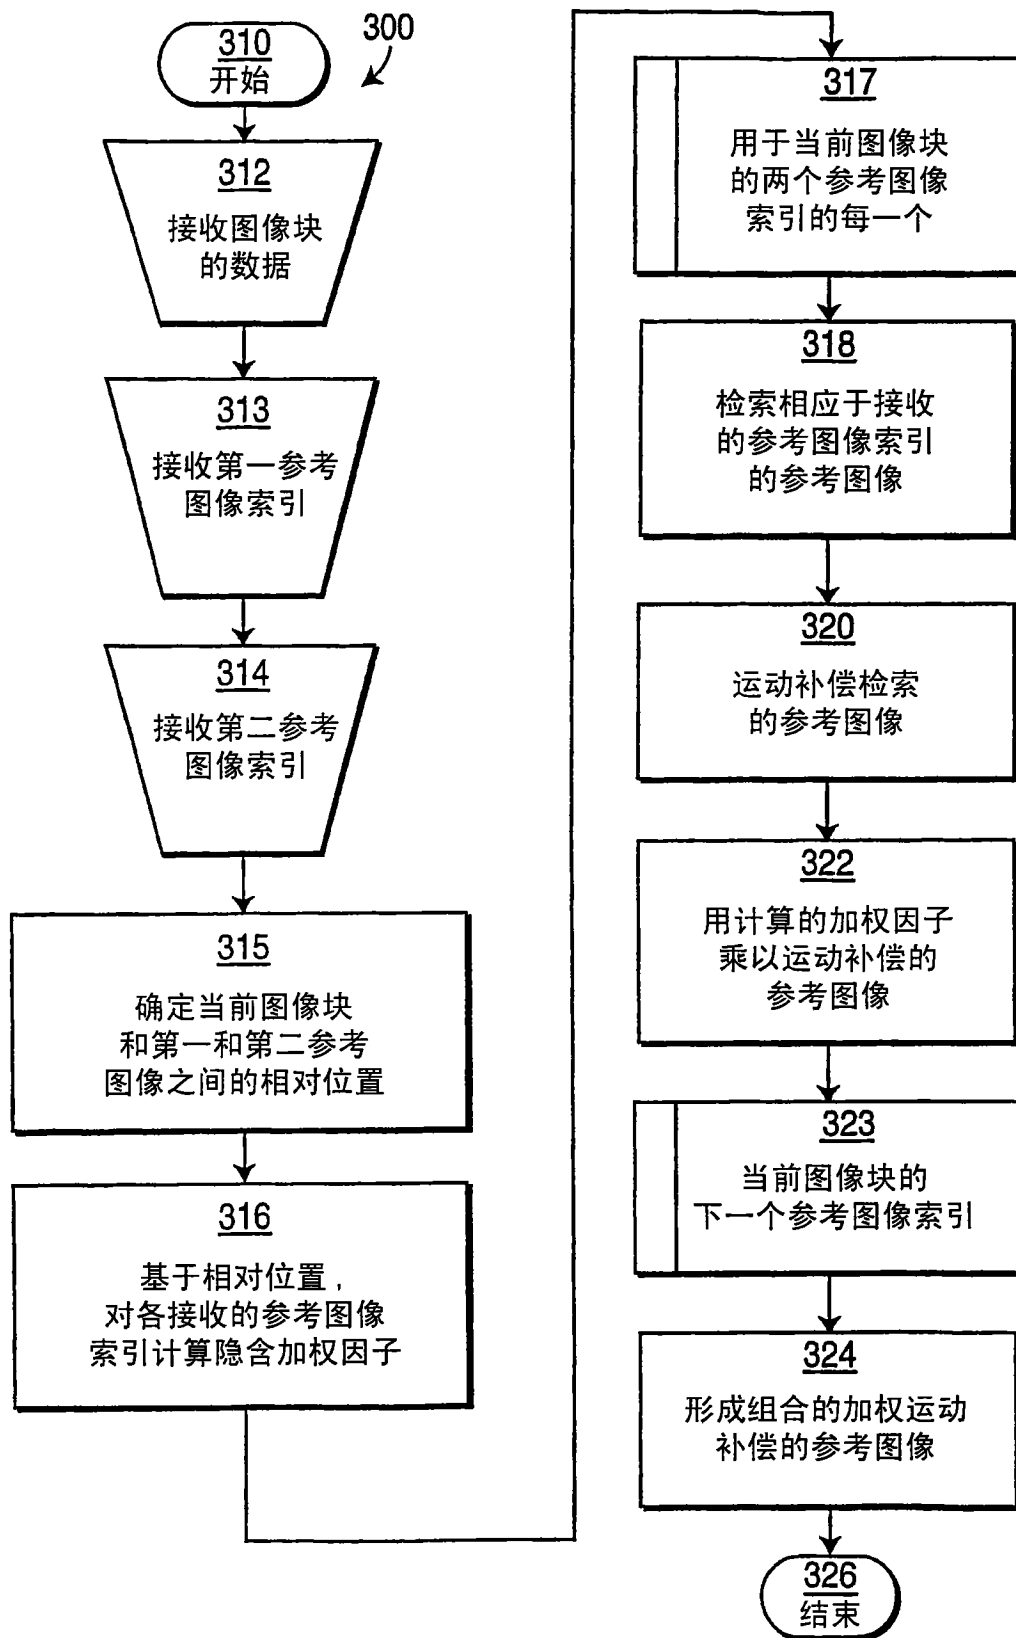 300
310
开始
312
接收图像块
的数据
313
接收第一参考
图像索引
314
接收第二参考
图像索引
315
确定当前图像块
和第一和第二参考
图像之间的相对位置
316
基于相对位置,
对各接收的参考图像
索引计算隐含加权因子
317
用于当前图像块
的两个参考图像
索引的每一个
318
检索相应于接收
的参考图像索引
的参考图像
320
运动补偿检索
的参考图像
322
用计算的加权因子
乘以运动补偿的
参考图像
323
当前图像块的
下一个参考图像索引
324
形成组合的加权运动
补偿的参考图像
326
结束